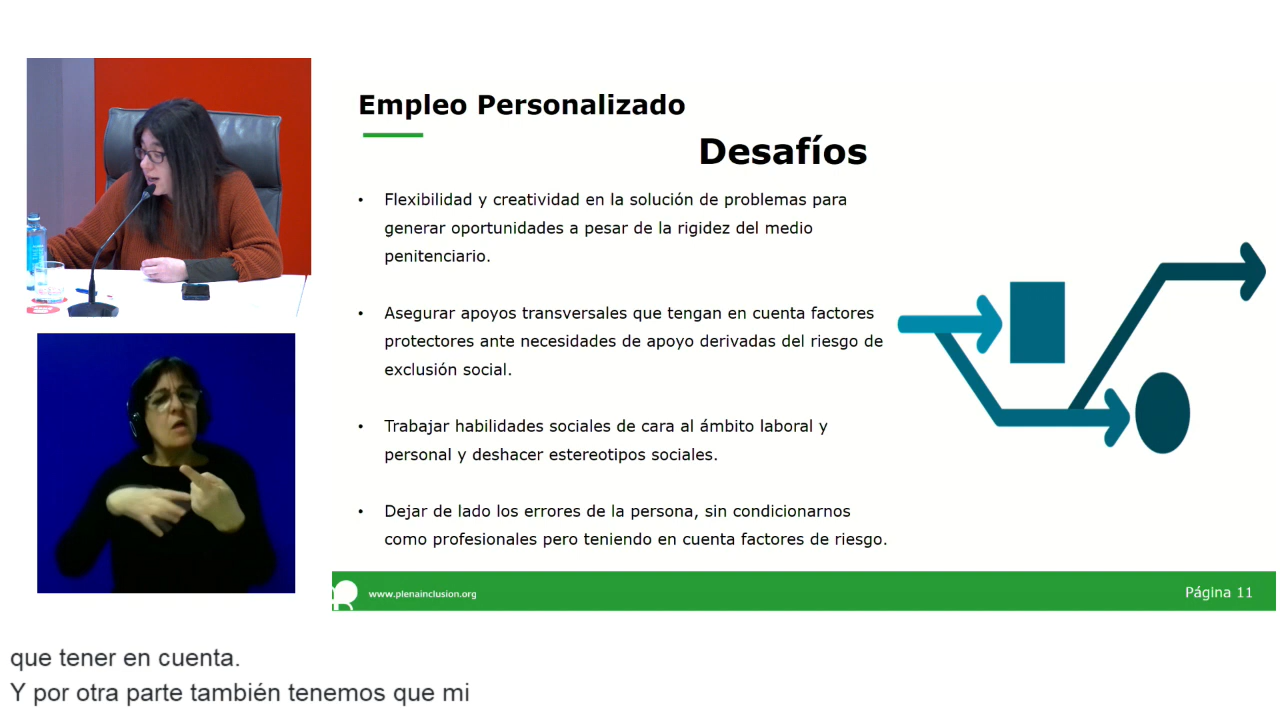 Empleo Personalizado
Desafíos
• Flexibilidad y creatividad en la solución de problemas para
generar oportunidades a pesar de la rigidez del medio
penitenciario.
• Asegurar apoyos transversales que tengan en cuenta factores
protectores ante necesidades de apoyo derivadas del riesgo de
exclusión social.
• Trabajar habilidades sociales de cara al ámbito laboral y
personal y deshacer estereotipos sociales.
• Dejar de lado los errores de la persona, sin condicionarnos
como profesionales pero teniendo en cuenta factores de riesgo.
www.plenainclusion.org
Página 11
que tener en cuenta.
Y por otra parte también tenemos que mi